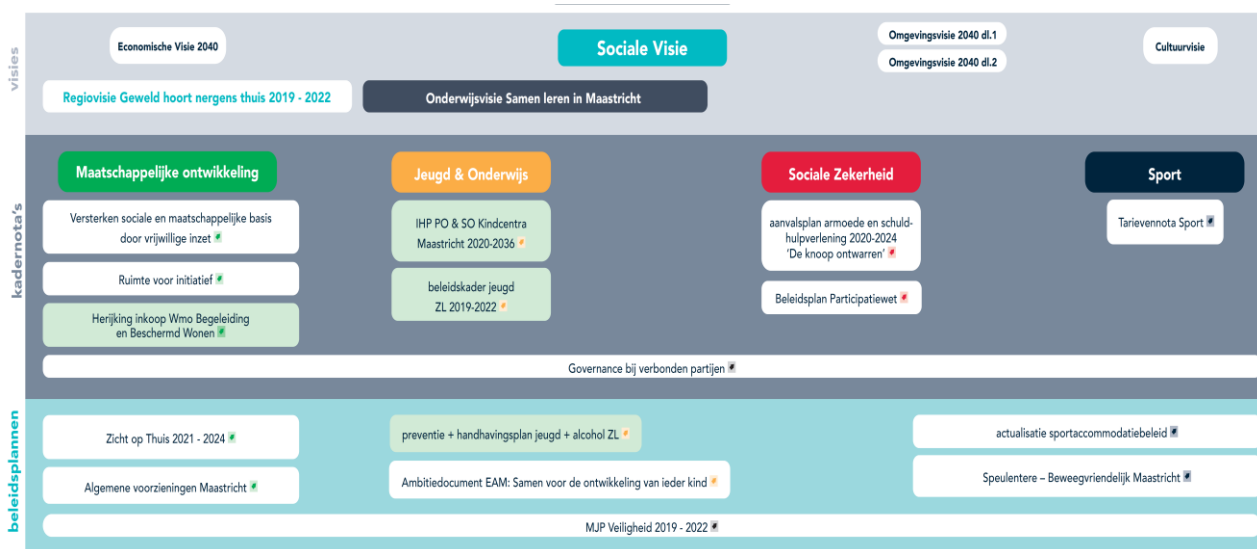 visies
Economische Visie 2040
Sociale Visie
Omgevingsvisie 2040 dl.1
Omgevingsvisie 2040 dl.2
Cultuurvisie
Regiovisie Geweld hoort nergens thuis 2019 - 2022
Onderwijsvisie Samen leren in Maastricht
kadernota's
Maatschappelijke ontwikkeling
Jeugd & Onderwijs
Sociale Zekerheid
Sport
Versterken sociale en maatschappelijke basis
door vrijwillige inzet
Ruimte voor initiatief
Herijking inkoop Wmo Begeleiding
en Beschermd Wonen
IHP PO & SO Kindcentra
Maastricht 2020-2036
beleidskader jeugd
ZL 2019-2022
aanvalsplan armoede en schuld-
hulpverlening 2020-2024
'De knoop ontwarren'
Beleidsplan Participatiewet
Tarievennota Sport
Governance bij verbonden partijen
beleidsplannen
Zicht op Thuis 2021 - 2024
Algemene voorzieningen Maastricht
preventie + handhavingsplan jeugd + alcohol ZL
Ambitiedocument EAM: Samen voor de ontwikkeling van ieder kind
actualisatie sportaccommodatiebeleid
Speulentere – Beweegvriendelijk Maastricht
MJP Veiligheid 2019 - 2022